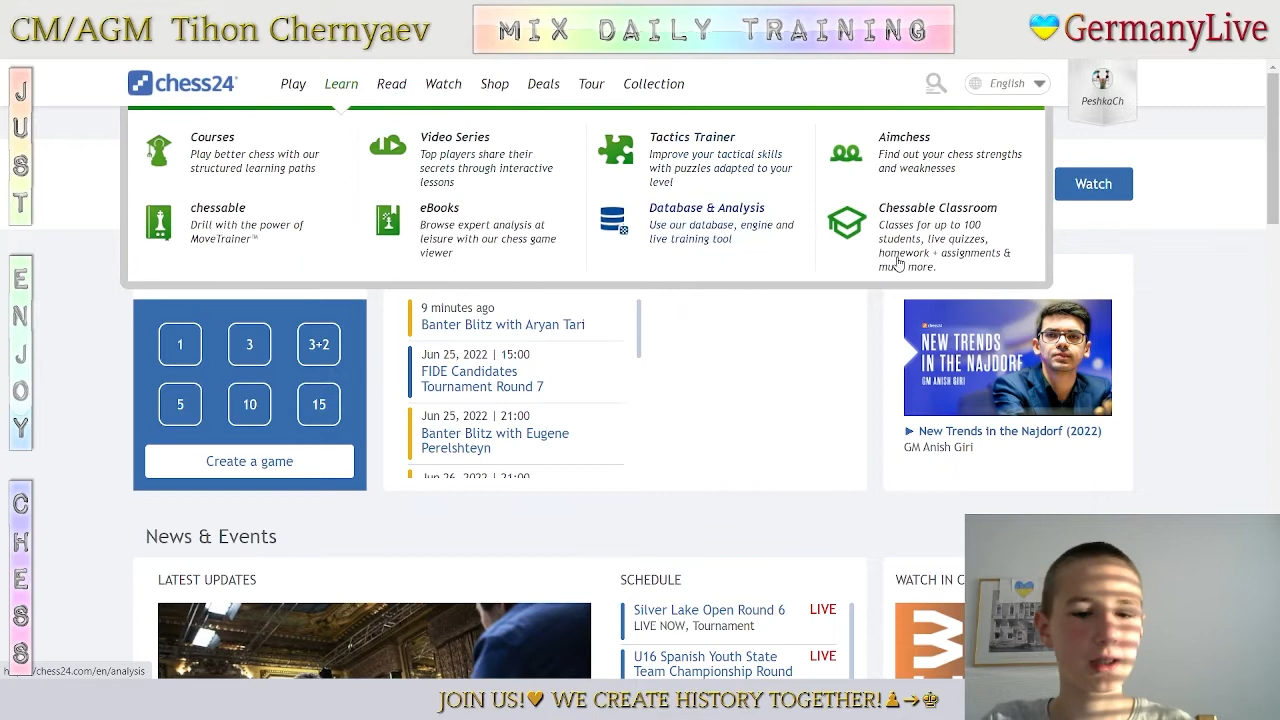 CM/AGM Tihon Chernyaev
MIX DAILY TRAINING
GermanyLive
JUST
ENJOY
CHESS
chess24
Play Learn Read Watch Shop Deals Tour Collection
English
PeshkaCh
Courses
Play better chess with our
structured learning paths
Video Series
Top players share their
secrets through interactive
lessons
Tactics Trainer
Improve your tactical skills
with puzzles adapted to your
level
Aimchess
Find out your chess strengths
and weaknesses
Watch
chessable
Drill with the power of
MoveTrainer™
eBooks
Browse expert analysis at
leisure with our chess game
viewer
Database & Analysis
Use our database, engine and
live training tool
Chessable Classroom
Classes for up to 100
students, live quizzes,
homework + assignments &
more.
1 3 3+2
5 10 15
Create a game
9 minutes ago
Banter Blitz with Aryan Tari
Jun 25, 2022 | 15:00
FIDE Candidates
Tournament Round 7
Jun 25, 2022 | 21:00
Banter Blitz with Eugene
Perelshteyn
Jun 26, 2022 | 21:00
chess24
NEW TRENDS
IN THE NAJDORF
GM ANISH GIRI
New Trends in the Najdorf (2022)
GM Anish Giri
News & Events
LATEST UPDATES
SCHEDULE
Silver Lake Open Round 6 LIVE
LIVE NOW, Tournament
U16 Spanish Youth State LIVE
Team Championship Round
WATCH IN
/chess24.com/en/analysis
JOIN US! WE CREATE HISTORY TOGETHER!